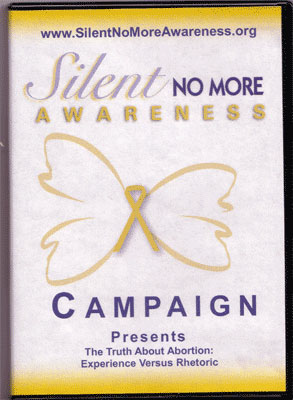 www.SilentNoMoreAwareness.org
Silent NO MORE
AWARENESS
CAMPAIGN
Presents
The Truth About Abortion:
Experience Versus Rhetoric